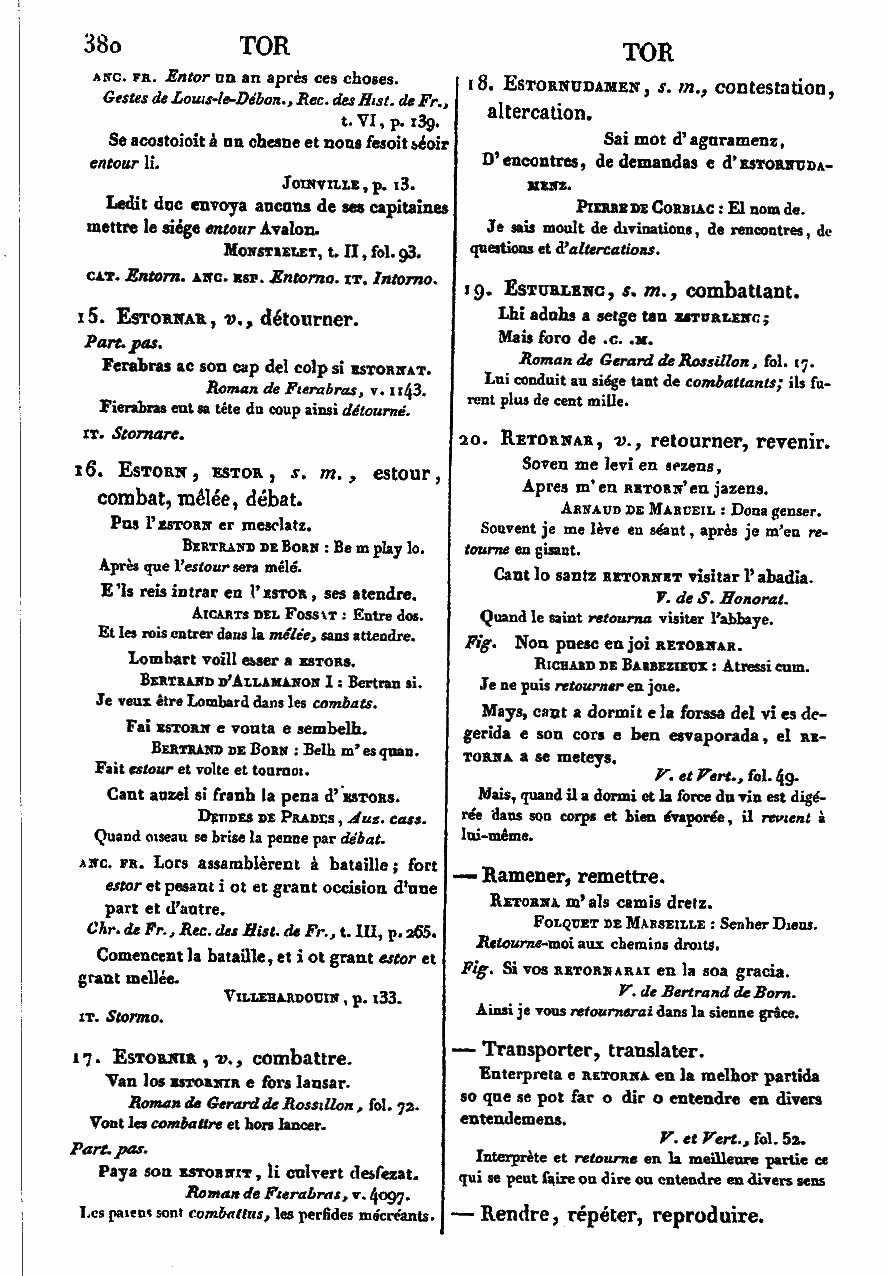 380 TOR
ANC. FR. Entor un an après ces choses.
Gestes de Louis-le-Débon., Rec. des Hist. de Fr.,
t. VI, p. 139.
Se acostoioit à un chesne et nous fesoit séoir
entour li.
JOINVILLE, p. 13.
Ledit duc envoya aucuns de ses capitaines
mettre le siége entour Avalon.
MONSTRELET, t. II, fol. 93.
CAT. Entorn. ANC. ESP. Entorno. IT. Intorno.
15. ESTORNAR, v., détourner.
Part. pas.
Ferabras ac son cap del colp si ESTORNAT.
Roman de Fierabras, v. 1143.
Fierabras eut sa tête du coup ainsi détourné.
IT. Stornare.
16. ESTORN, ESTOR, s. m., estour,
combat, mêlée, débat.
Pus l'ESTORN er mesclatz.
BERTRAND DE BORN : Be m play lo.
Après que l'estour sera mêlé.
E'ls reis intrar en l'ESTOR, ses atendre.
AICARTS DEL FOSSAT : Entre dos.
Et les rois entrer dans la mêlée, sans attendre.
Lombart voill esser a ESTORS.
BERTRAND D'ALLAMANON I : Bertran si.
Je veux être Lombard dans les combats.
Fai ESTORN e vouta e sembelh.
BERTRAND DE BORN : Belh m'es quan.
Fait estour et volte et tournoi.
Cant auzel si franh la pena d'ESTORS.
DEUDES DE PRADES, Auz. cass.
Quand oiseau se brise la penne par débat.
ANC. FR. Lors assamblèrent à bataille; fort
estor et pesant i ot et grant occision d'une
part et d'autre.
Chr. de Fr., Rec. des Hist. de Fr., t. III, p. 265.
Comencent la bataille, et i ot grant estor et
grant mellée.
VILLEHARDOUIN, p. 133.
IT. Stormo.
17. ESTORNIR, v., combattre.
Van los ESTORNIR e fors lansar.
Roman de Gerard de Rossillon, fol. 72.
Vont les combattre et hors lancer.
Part. pas.
Paya son ESTORNIT, li culvert desfezat.
Roman de Fierabras, v. 4097.
Les païens sont combattus, les perfides mécréants.
TOR
18. ESTORNUDAMEN, s. m., contestation,
altercation.
Sai mot d'aguramenz,
D'encontres, de demandas e d'ESTORNUDA-
MENZ.
PIERRE DE CORBIAC : El nom de.
Je sais moult de divinations, de rencontres, de
questions et d'altercations.
19. ESTURLENC, s. m., combattant.
Lhi aduhs a setge tan ESTURLENC;
Mais foro de .C. .M.
Roman de Gerard de Rossillon, fol. 17.
Lui conduit au siége tant de combattants; ils fu-
rent plus de cent mille.
20. RETORNAR, v., retourner, revenir.
Soven me levi en sezens,
Apres m'en RETORN'en jazens.
ARNAUD DE MARUEIL : Dona genser.
Souvent je me lève en séant, après je m'en re-
tourne en gisant.
Cant lo santz RETORNET visitar l'abadia.
V. de S. Honorat.
Quand le saint retourna visiter l'abbaye.
Fig. Non puesc en joi RETORNAR.
RICHARD DE BARBEZIEUX : Atressi cum.
Je ne puis retourner en joie.
Mays, cant a dormit e la forssa del vi es de-
gerida e son cors e ben esvaporada, el RE-
TORNA a se meteys.
V. et Vert., fol. 49.
Mais, quand il a dormi et la force du vin est digé-
rée dans son corps et bien évaporée, il revient à
lui-même.
— Ramener, remettre.
RETORNA m'als camis dretz.
FOLQUET DE MARSEILLE : Senher Dieus.
Retourne-moi aux chemins droits.
Fig. Si vos RETORNARAI en la soa gracia.
V. de Bertrand de Born.
Ainsi je vous retournerai dans la sienne grâce.
— Transporter, translater.
Enterpreta e RETORNA en la melhor partida
so que se pot far o dir o entendre en divers
entendemens.
V. et Vert., fol. 52.
Interprète et retourne en la meilleure partie ce
qui se peut faire ou dire ou entendre en divers sens
— Rendre, répéter, reproduire.